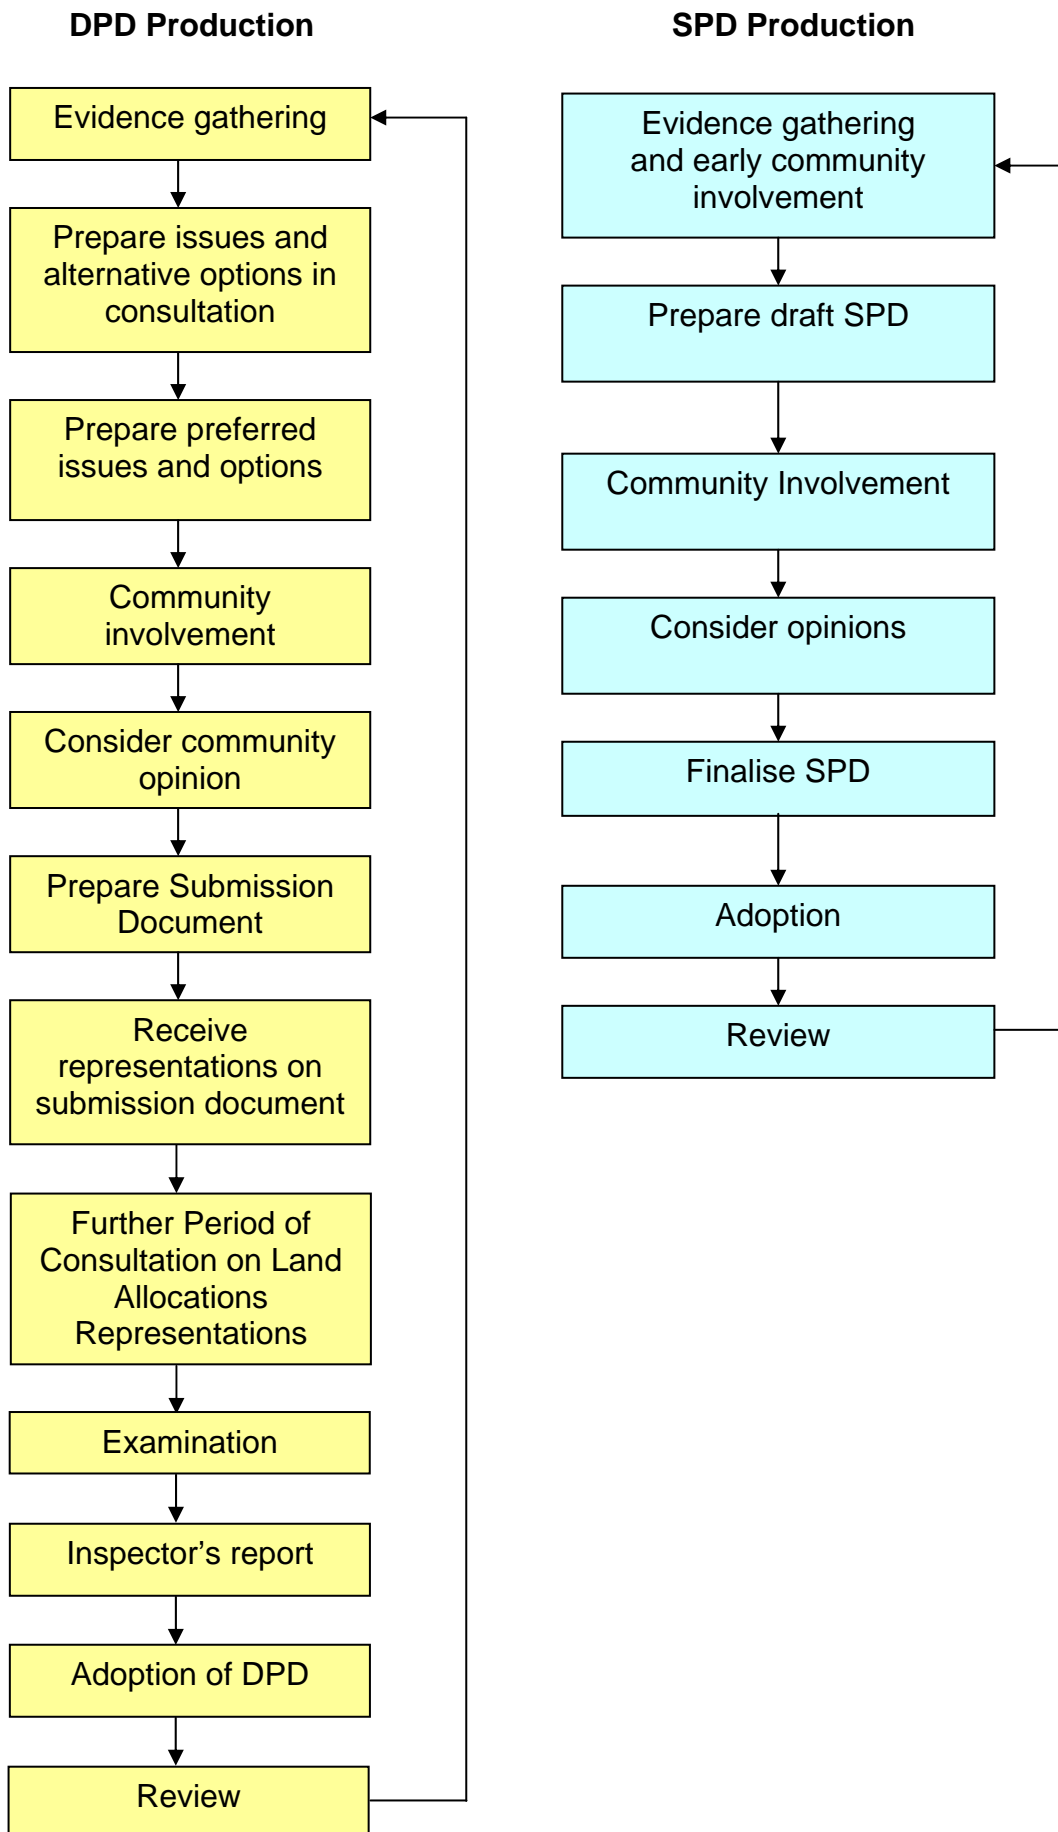 DPD Production
Evidence gathering
Prepare issues and
alternative options in
consultation
Prepare preferred
issues and options
Community
involvement
Consider community
opinion
Prepare Submission
Document
Receive
representations on
submission document
Further Period of
Consultation on Land
Allocations
Representations
Examination
Inspector’s report
Adoption of DPD
Review
SPD Production
Evidence gathering
and early community
involvement
Prepare draft SPD
Community Involvement
Consider opinions
Finalise SPD
Adoption
Review